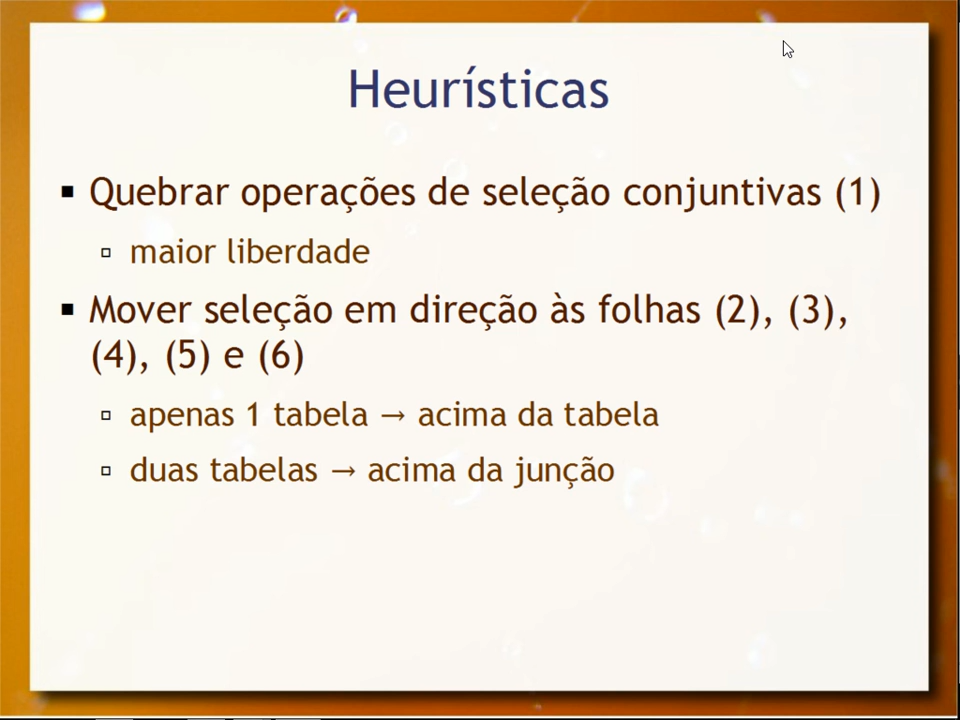 Heurísticas
▪ Quebrar operações de seleção conjuntivas (1)
▫ maior liberdade
▪ Mover seleção em direção às folhas (2), (3),
(4), (5) e (6)
▫ apenas 1 tabela → acima da tabela
▫ duas tabelas → acima da junção